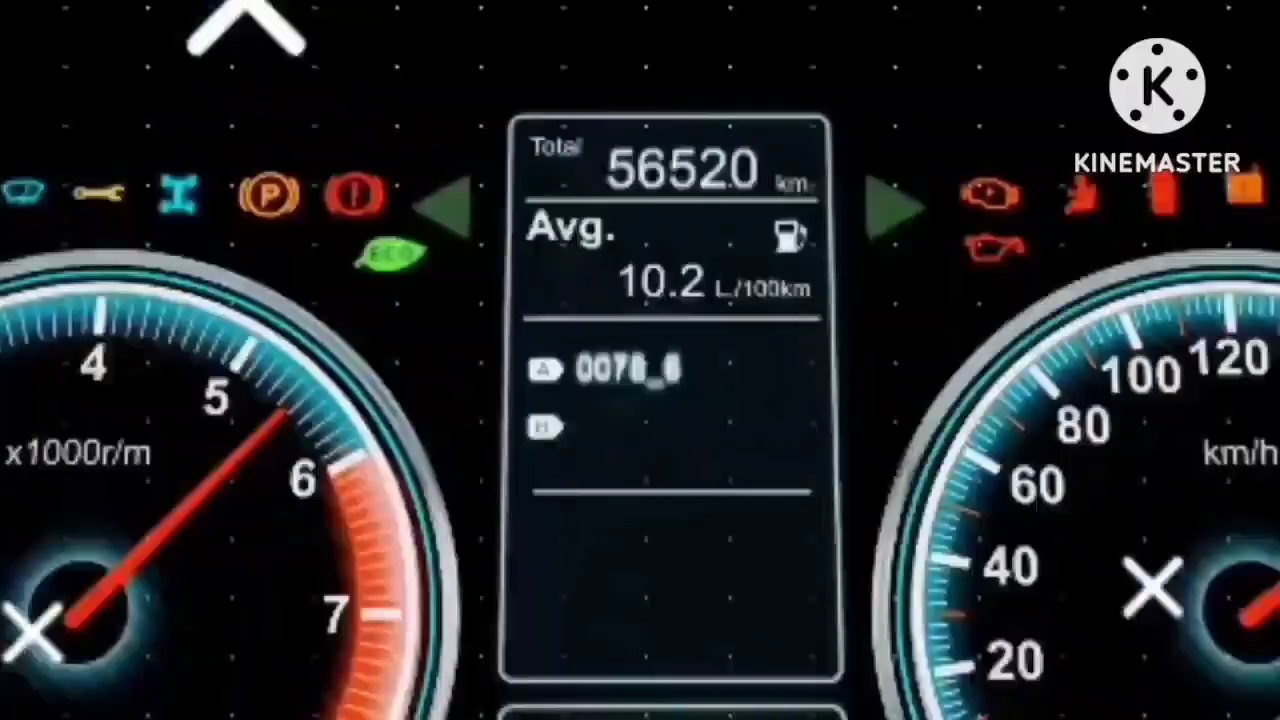 K
KINEMASTER
Total 56520 km
Avg.
10.2 L/100km
P
ECO
A
4
5
6
7
x1000r/m
120
100
80
60
40
20
km/h